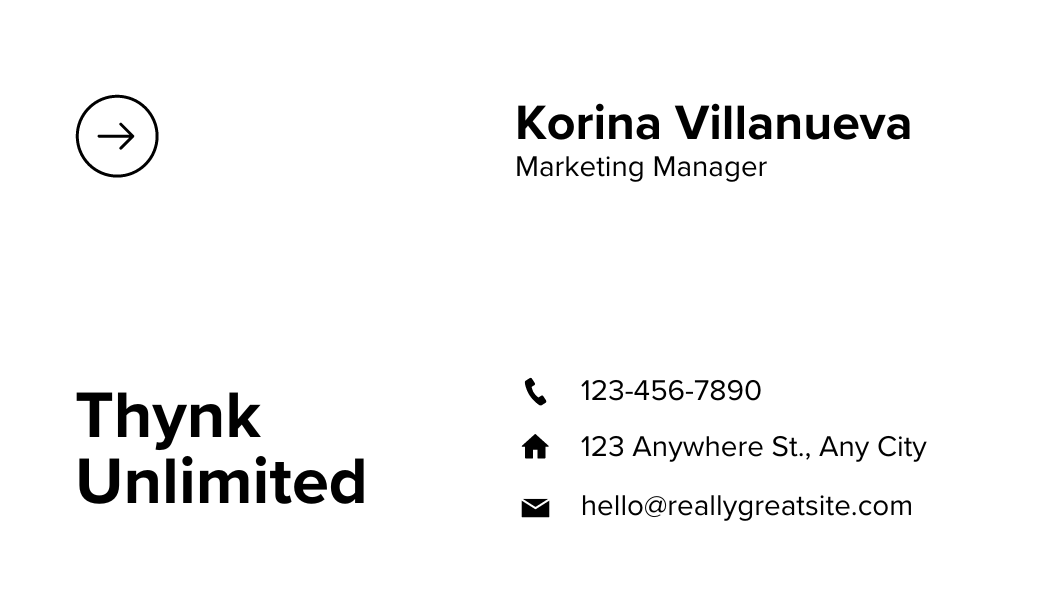 Korina Villanueva
Marketing Manager
Thynk
Unlimited
123-456-7890
123 Anywhere St., Any City
hello@reallygreatsite.com